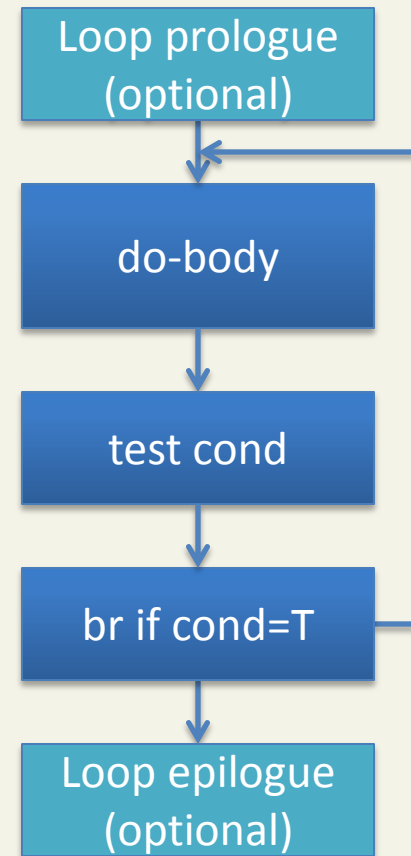 Loop prologue
(optional)
do-body
test cond
br if cond=T
Loop epilogue
(optional)